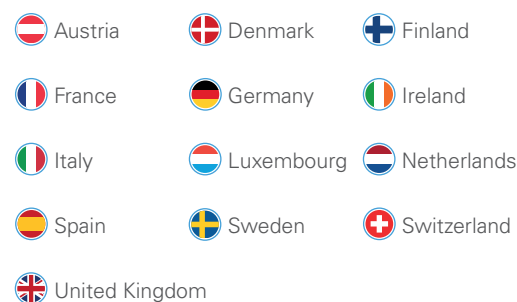 Austria Denmark Finland
France Germany Ireland
Italy Luxembourg Netherlands
Spain Sweden Switzerland
United Kingdom